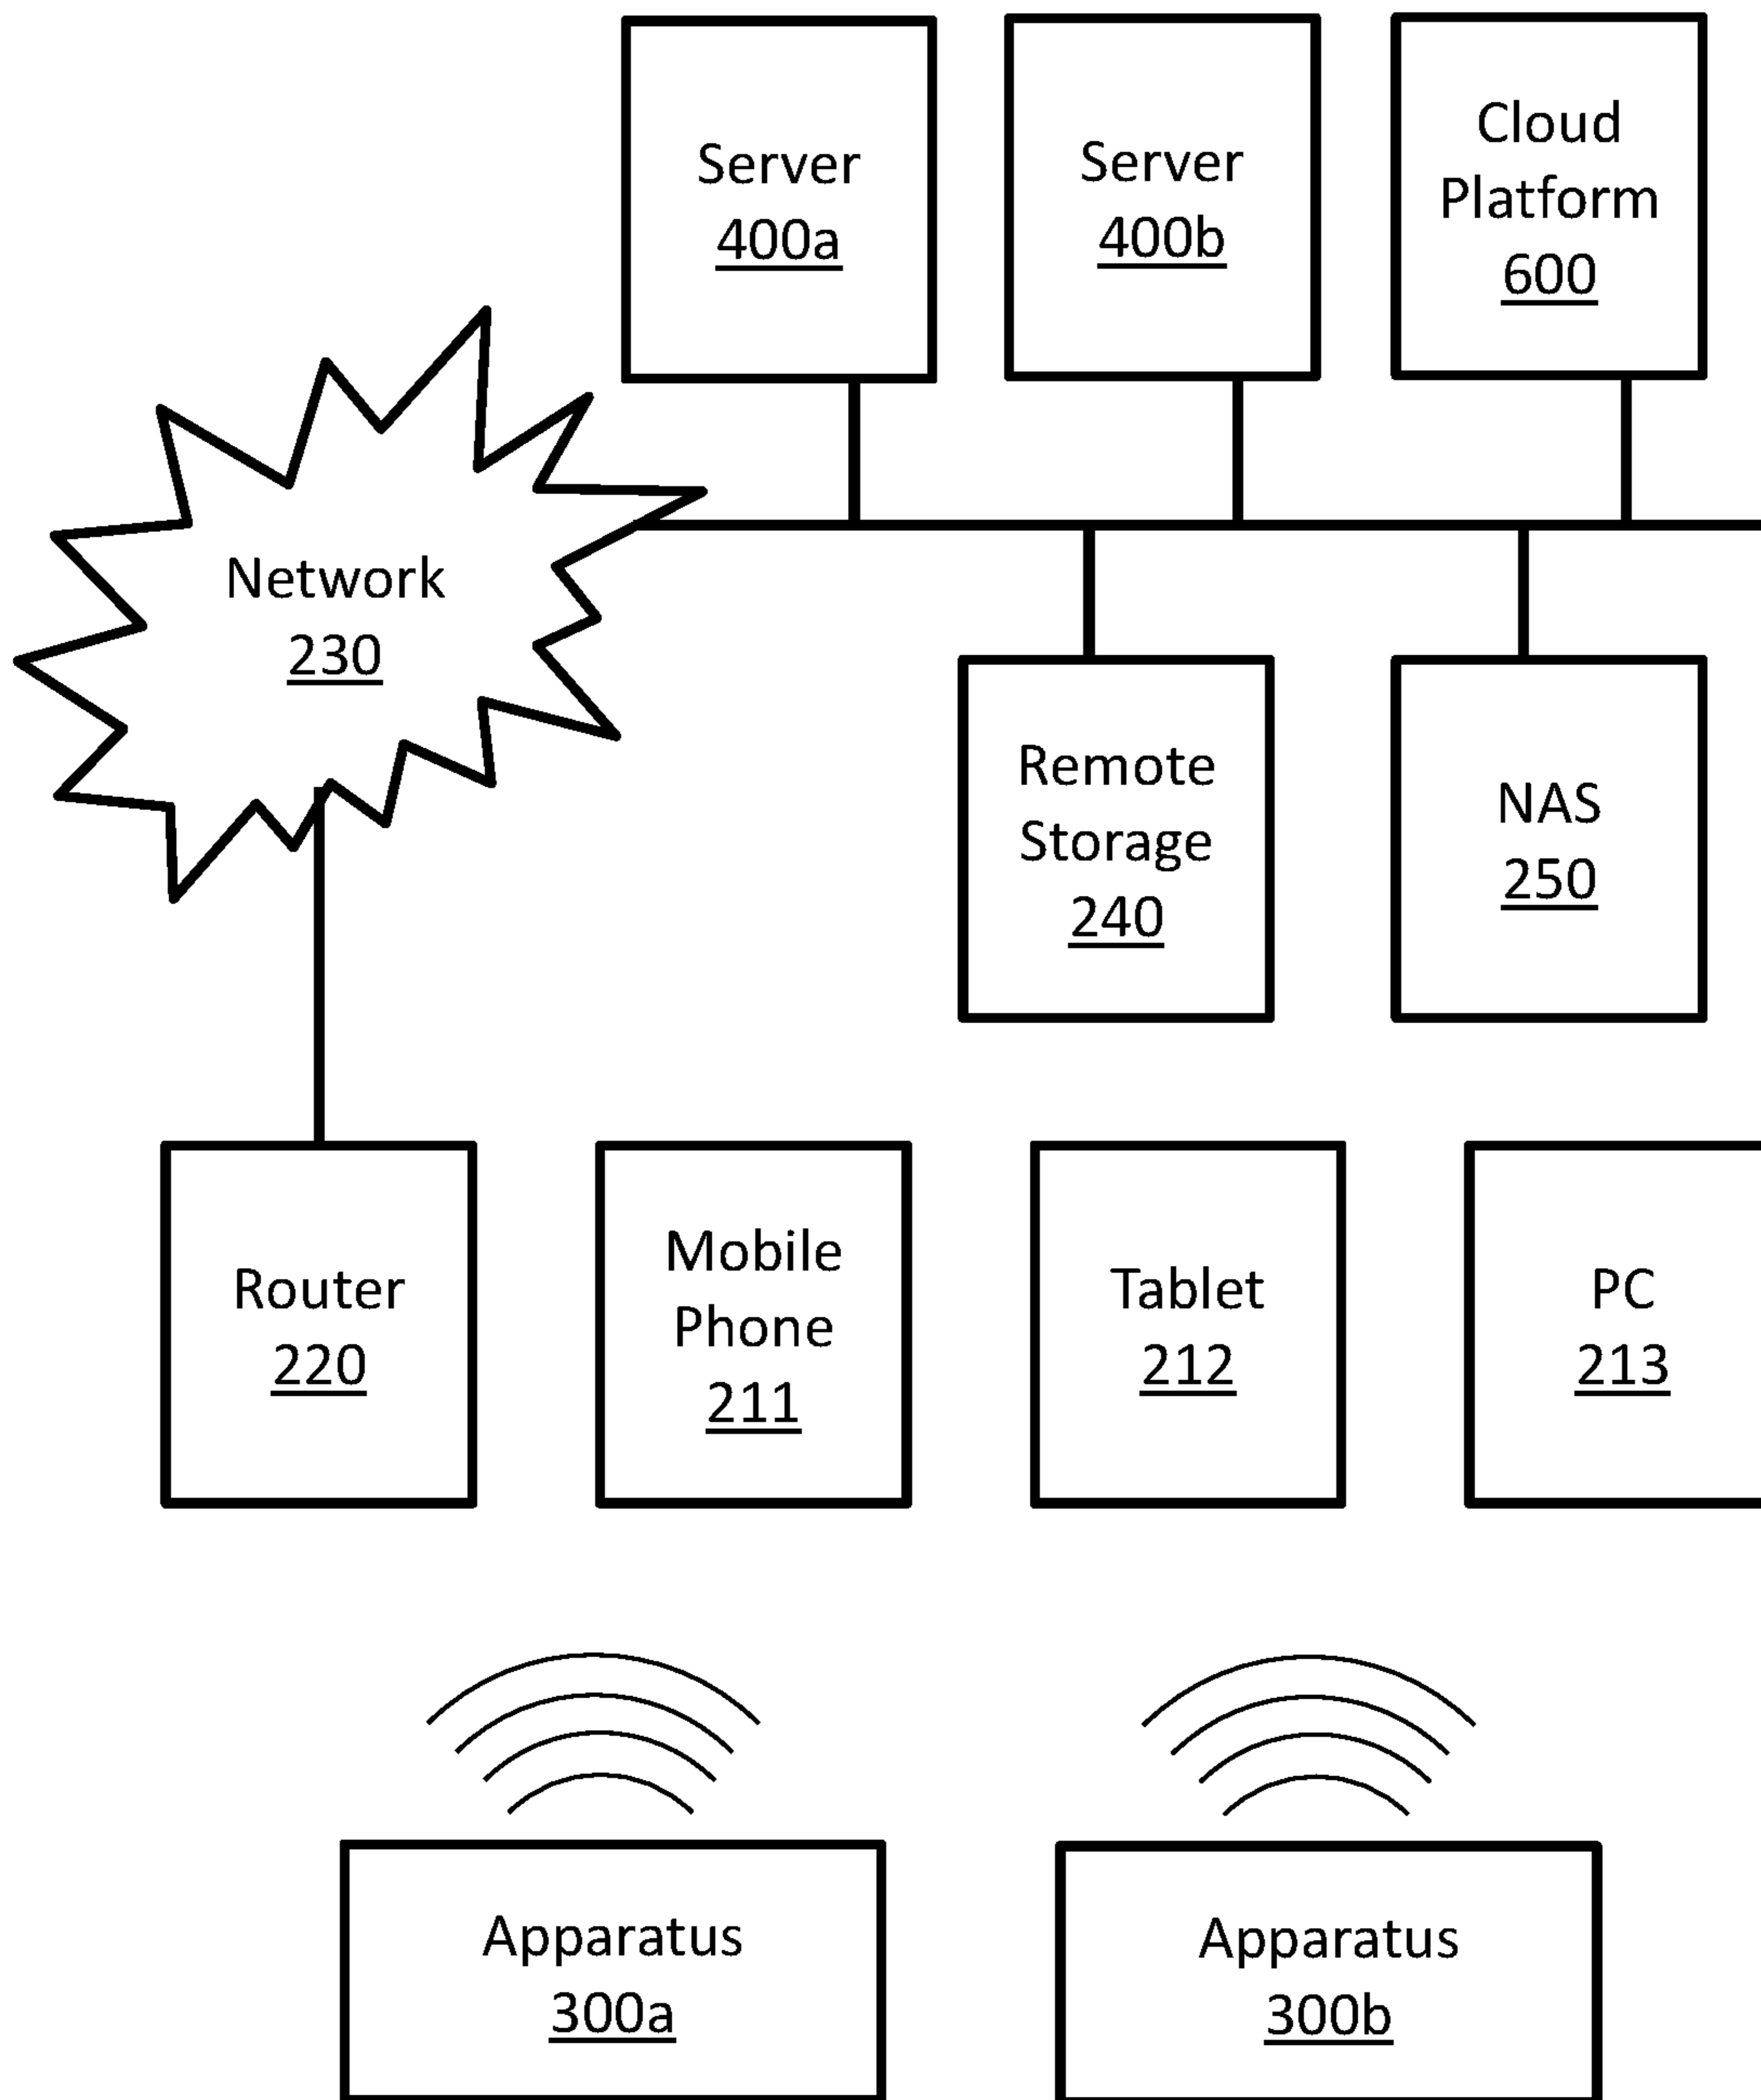 Server
400a
Server
400b
Cloud
Platform
600
Network
230
Remote
Storage
240
NAS
250
Router
220
Mobile
Phone
211
Tablet
212
PC
213
Apparatus
300a
Apparatus
300b